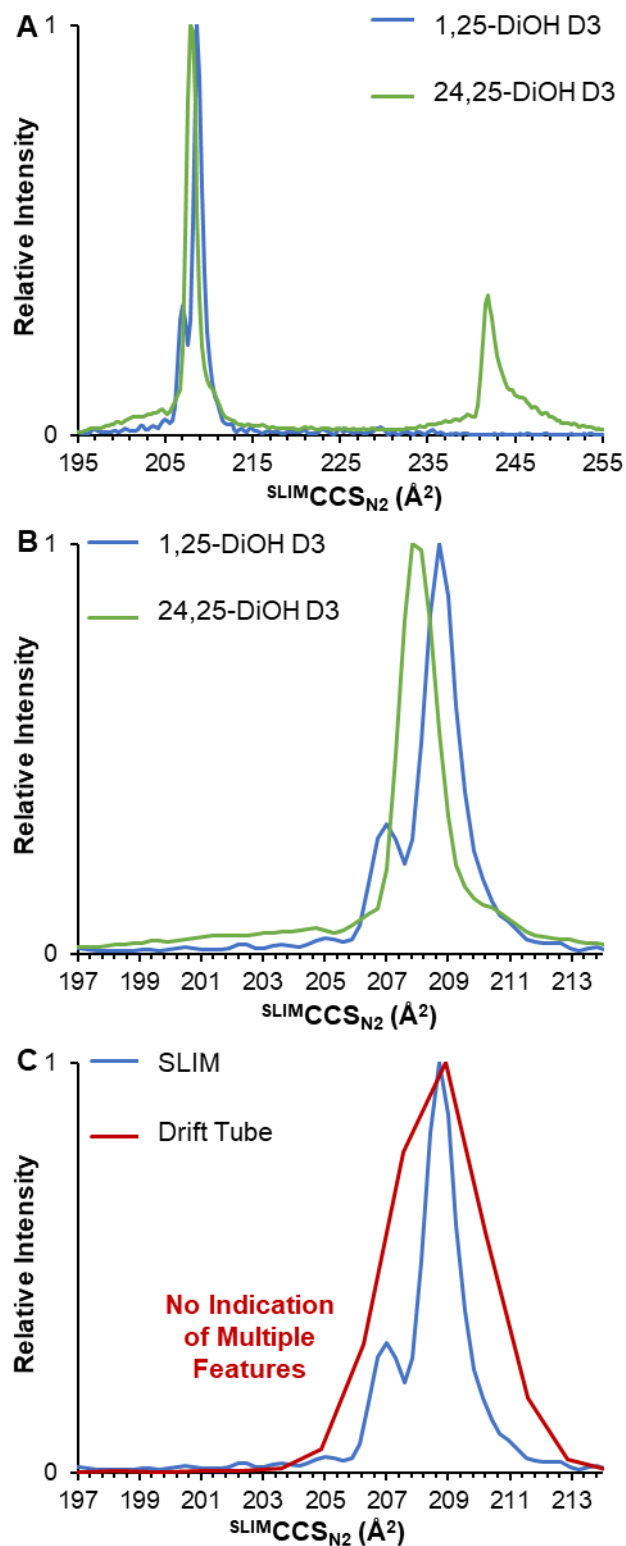 A
1
1,25-DiOH D3
24,25-DiOH D3
Relative Intensity
0
195 205 215 225 235 245 255
SLIMCCSN2 (Å2)
B
1
1,25-DiOH D3
24,25-DiOH D3
Relative Intensity
0
197 199 201 203 205 207 209 211 213
SLIMCCSN2 (Å2)
C
1
SLIM
Drift Tube
Relative Intensity
No Indication
of Multiple
Features
0
197 199 201 203 205 207 209 211 213
SLIMCCSN2 (Å2)